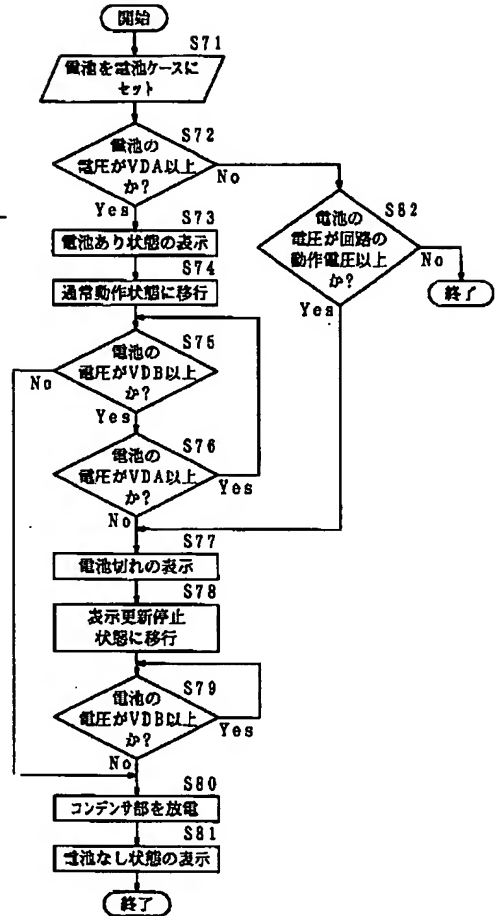 開始
S71
電池を電池ケースに
セット
S72
電池の
電圧がVDA以上
か?
No
Yes
S73
電池あり状態の表示
S74
通常動作状態に移行
S82
電池の
電圧が回路の
動作電圧以上
か?
No
終了
Yes
S75
電池の
電圧がVDB以上
か?
No
Yes
S76
電池の
電圧がVDA以上
か?
Yes
No
S77
電池切れの表示
S78
表示更新停止
状態に移行
S79
電池の
電圧がVDB以上
か?
Yes
No
S80
コンデンサ部を放電
S81
電池なし状態の表示
終了